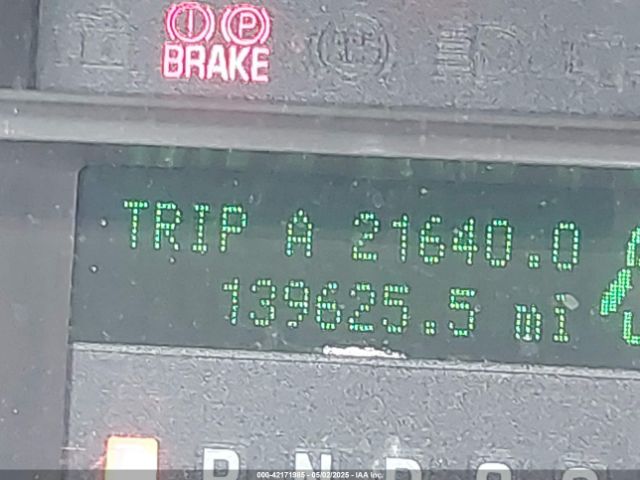 ! P
BRAKE
TRIP A 21640.0
139625.5 mi
R N D
000-42171985 - 05/02/2025 - IAA Inc.